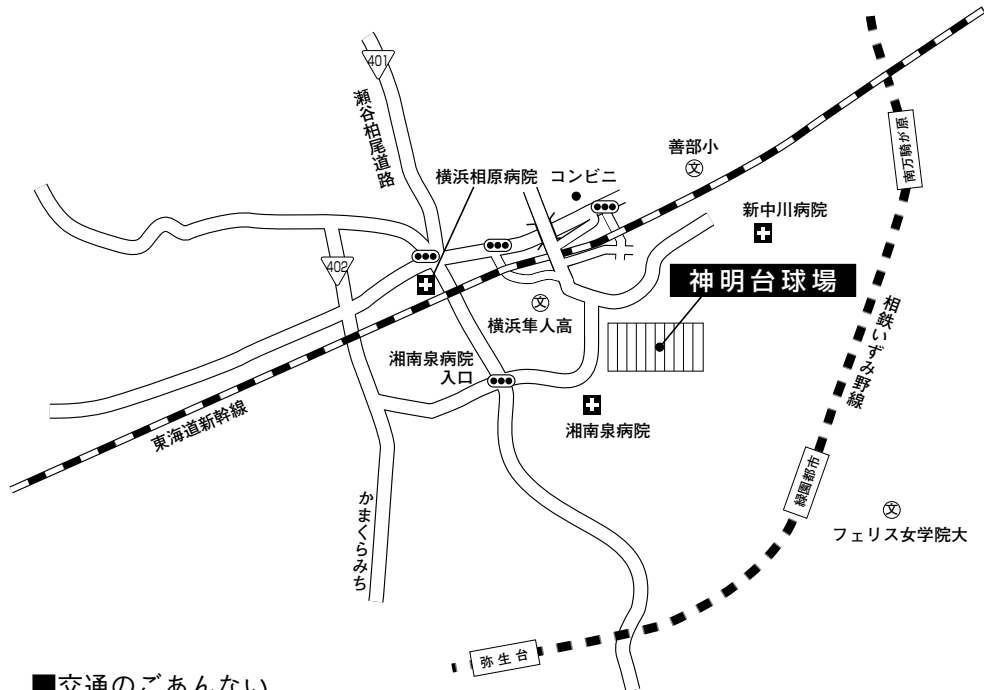 401
瀬谷柏尾道路
善部小
文
横浜相原病院
コンビニ
南万騎が原
新中川病院
402
神明台球場
文
横浜隼人高
相鉄いずみ野線
湘南泉病院
入口
東海道新幹線
湘南泉病院
かまくらみち
緑園都市
文
フェリス女学院大
弥生台
■交通のごあんない